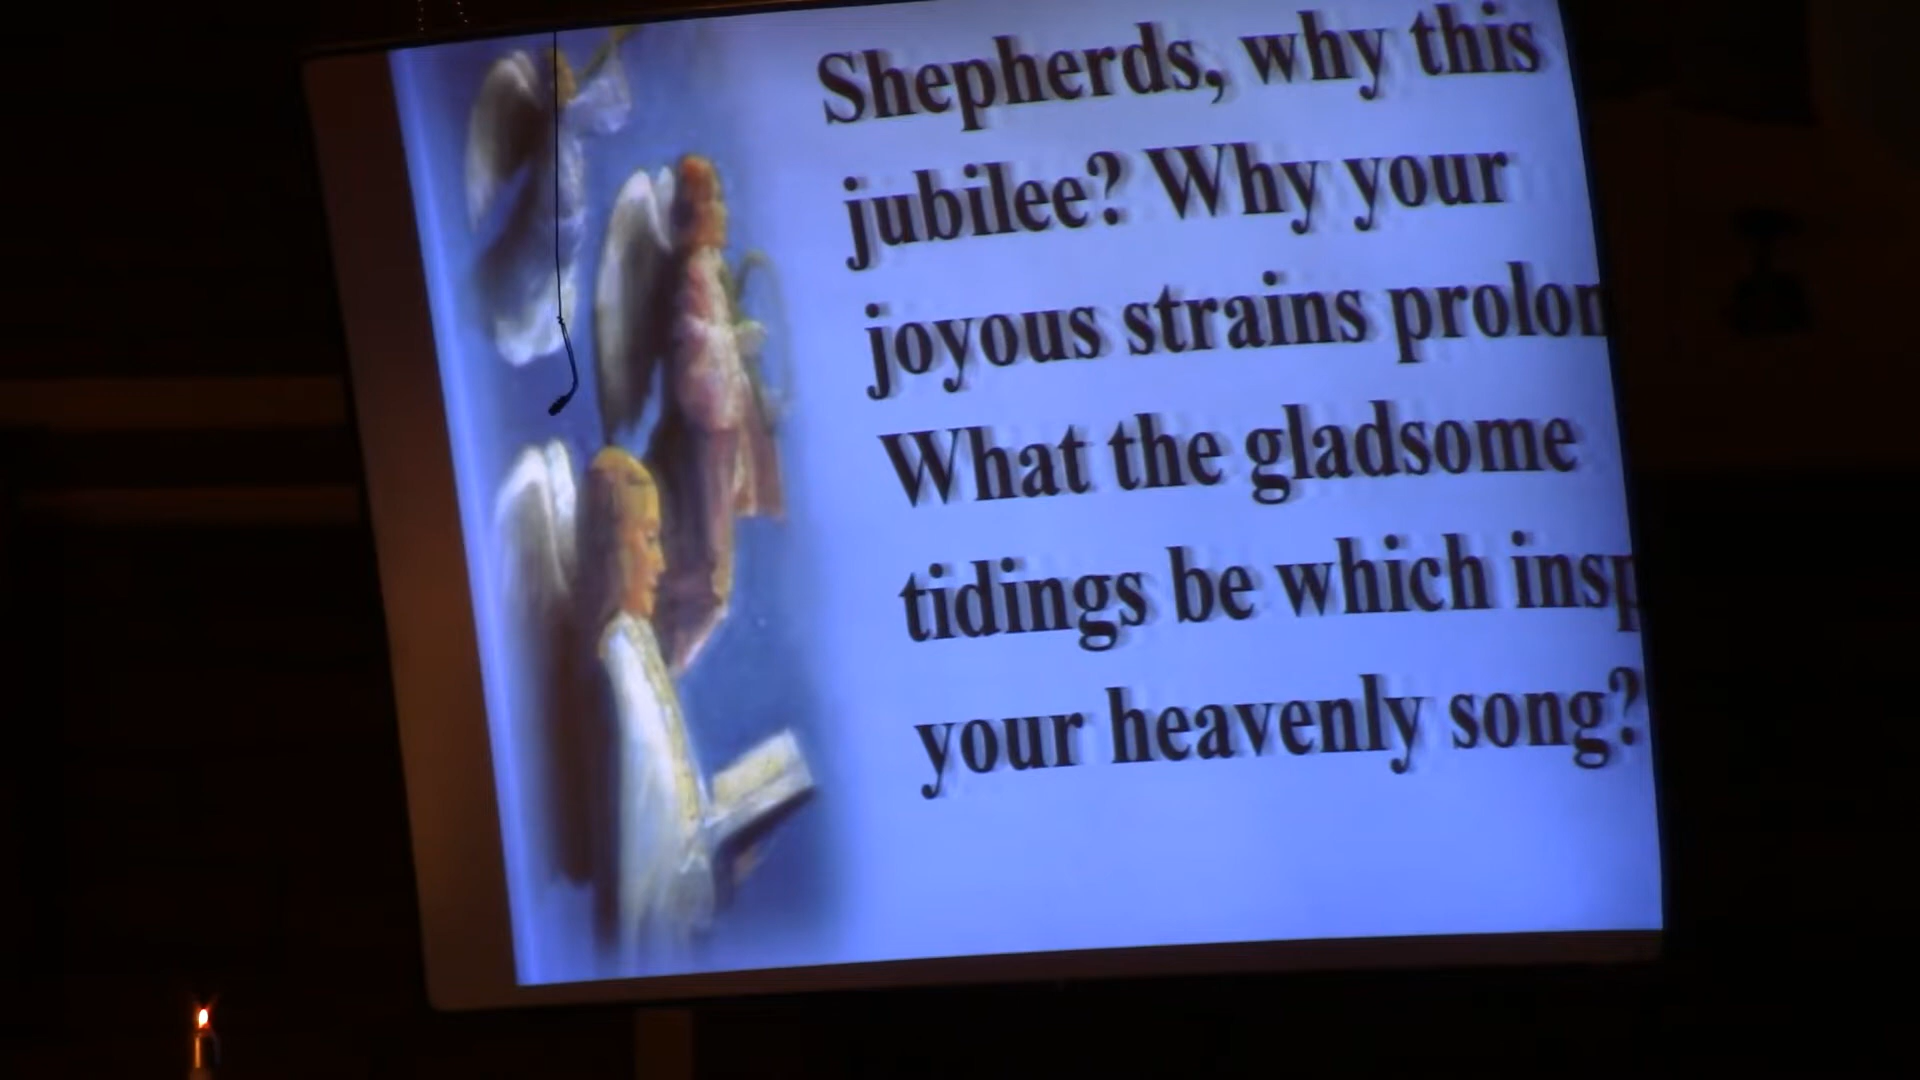 Shepherds, why this
jubilee? Why your
joyous strains prolon
What the gladsome
tidings be which insp
your heavenly song?